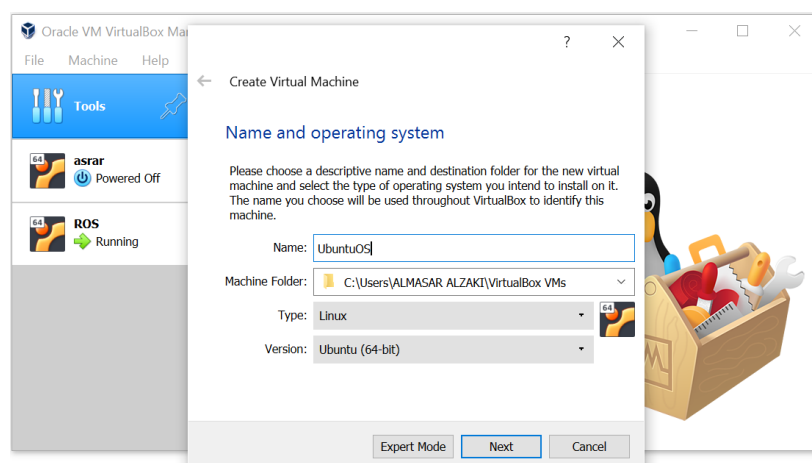 Oracle VM VirtualBox Ma
File Machine Help
Tools
64
asrar
Powered Off
64
ROS
Running
?
Create Virtual Machine
Name and operating system
Please choose a descriptive name and destination folder for the new virtual
machine and select the type of operating system you intend to install on it.
The name you choose will be used throughout VirtualBox to identify this
machine.
Name: UbuntuOS
Machine Folder: C:\Users\ALMASAR ALZAKI\VirtualBox VMs
Type: Linux
64
Version: Ubuntu (64-bit)
Expert Mode Next Cancel